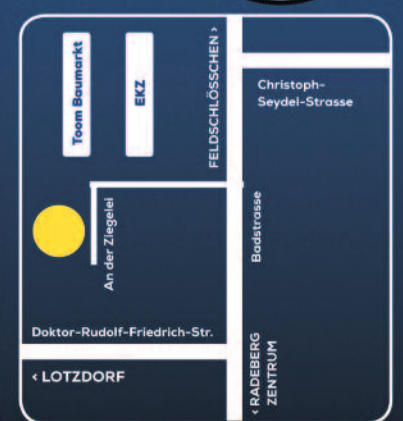 Toom Baumarkt
EKZ
FELDSCHLÖSSCHEN ›
Christoph-
Seydel-Strasse
An der Ziegelei
Badstrasse
Doktor-Rudolf-Friedrich-Str.
‹ LOTZDORF
‹ RADEBERG
ZENTRUM